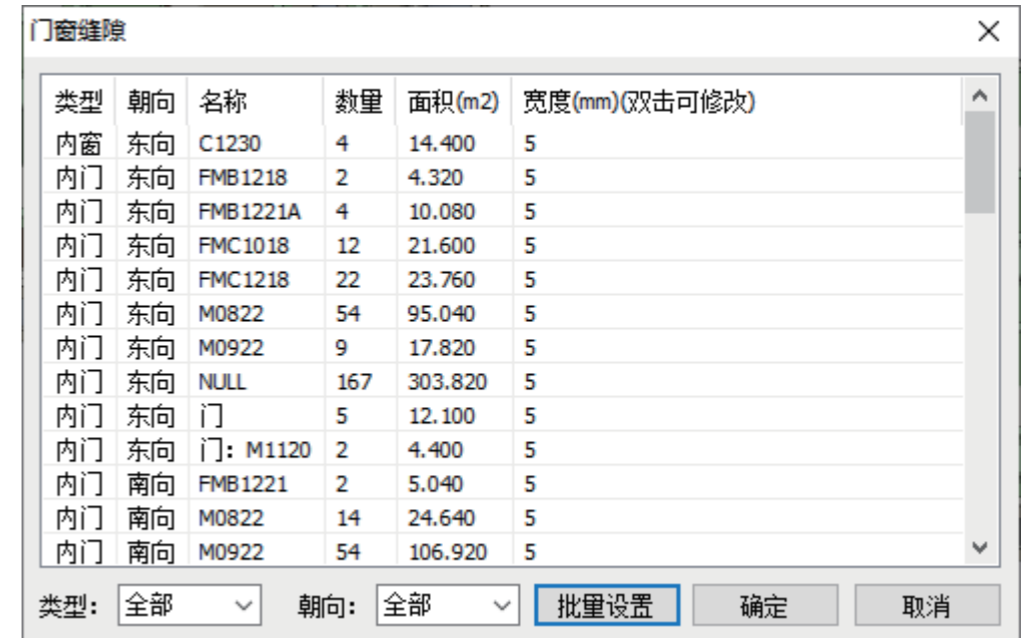 门窗缝隙
类型 朝向 名称 数量 面积(m2) 宽度(mm)(双击可修改)
内窗 东向 C1230 4 14.400 5
内门 东向 FMB1218 2 4.320 5
内门 东向 FMB1221A 4 10.080 5
内门 东向 FMC1018 12 21.600 5
内门 东向 FMC1218 22 23.760 5
内门 东向 M0822 54 95.040 5
内门 东向 M0922 9 17.820 5
内门 东向 NULL 167 303.820 5
内门 东向 门 5 12.100 5
内门 东向 门：M1120 2 4.400 5
内门 南向 FMB1221 2 5.040 5
内门 南向 M0822 14 24.640 5
内门 南向 M0922 54 106.920 5
类型： 全部 朝向： 全部 批量设置 确定 取消